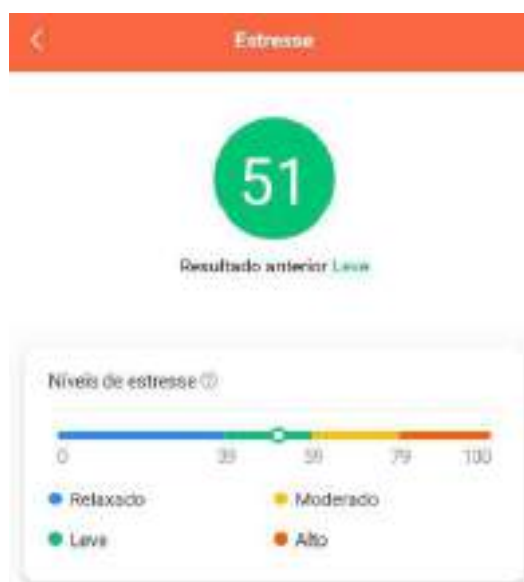 Estresse
51
Resultado anterior Leve
Níveis de estresse
0 39 59 79 100
Relaxado Moderado
Leve Alto